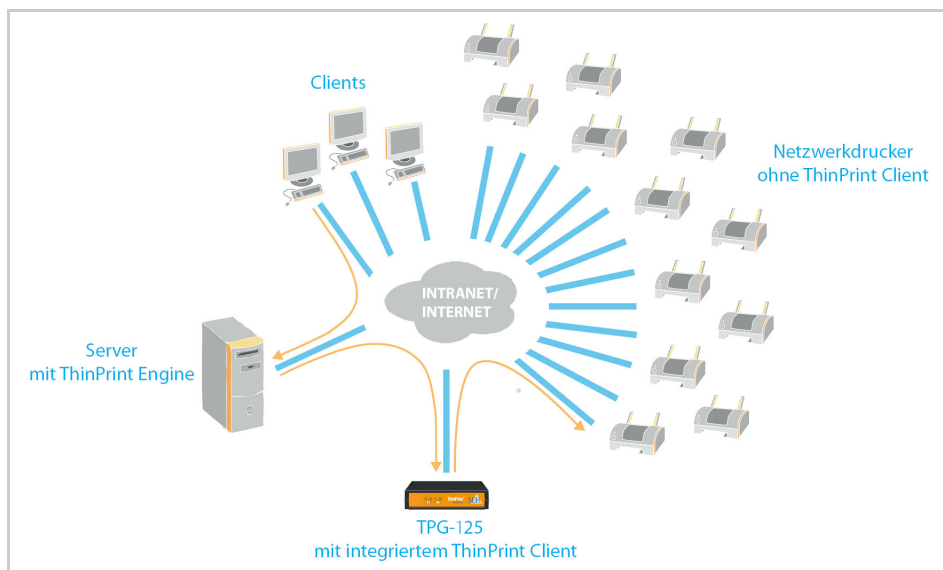 Clients
Netzwerkdrucker
ohne ThinPrint Client
INTRANET/
INTERNET
Server
mit ThinPrint Engine
TPG-125
mit integriertem ThinPrint Client